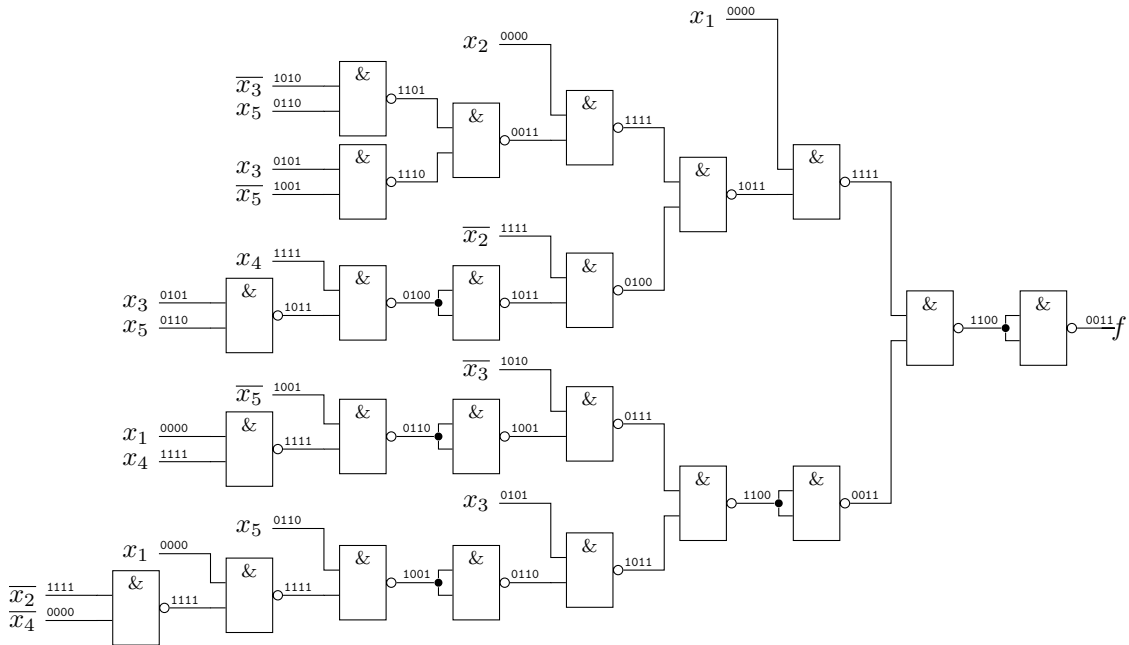 x₁ 0000
x₂ 0000
&
x̅₃ 1010
x₅ 0110
1101
&
0011
&
1111
x₃ 0101
x̅₅ 1001
&
1110
&
1011
&
1111
x̅₂ 1111
x₄ 1111
&
0100
&
1011
&
0100
x₃ 0101
x₅ 0110
&
1011
&
1100
&
0011 f
x̅₃ 1010
x̅₅ 1001
&
0110
&
1001
&
0111
x₁ 0000
x₄ 1111
&
1111
&
1100
&
0011
x₃ 0101
x₅ 0110
&
1001
&
0110
&
1011
x₁ 0000
&
1111
x̅₂ 1111
x̅₄ 0000
&
1111